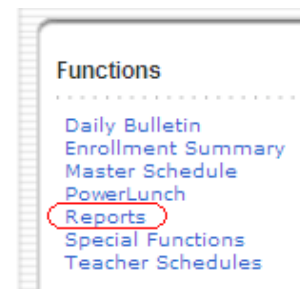 Functions
Daily Bulletin
Enrollment Summary
Master Schedule
PowerLunch
Reports
Special Functions
Teacher Schedules